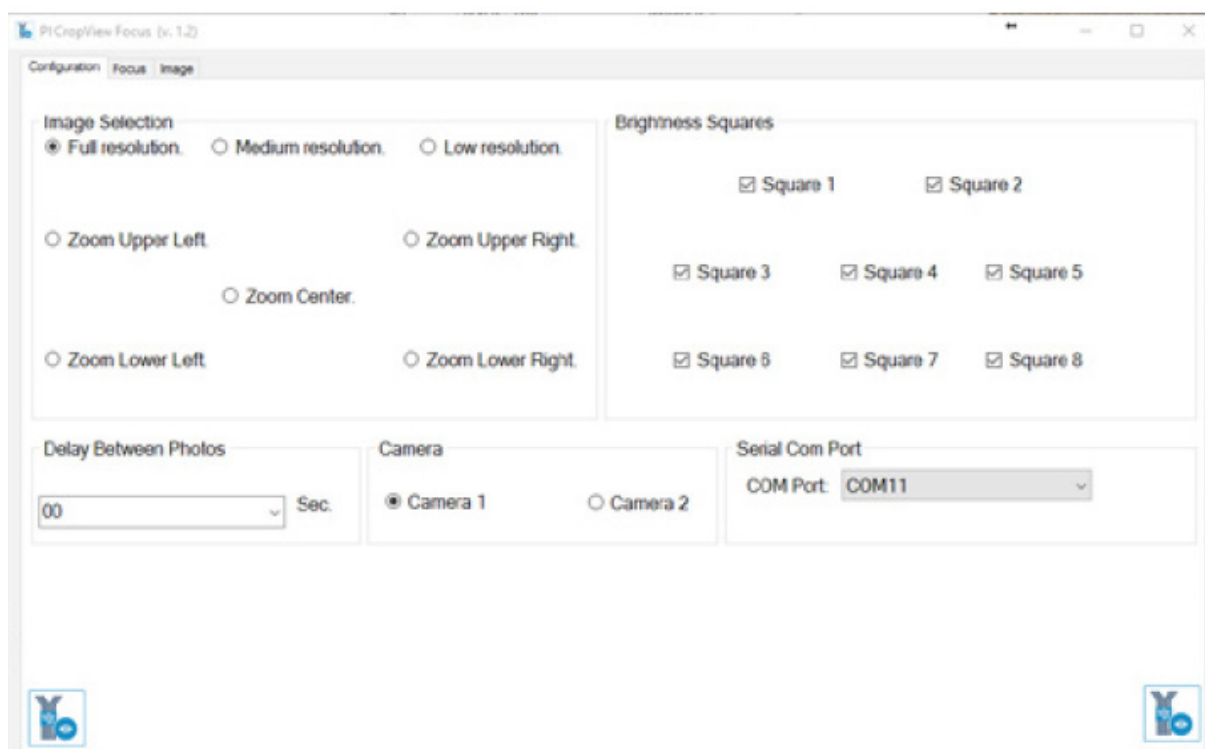 PI CropView Focus (v. 1.2)
Configuration Focus Image
Image Selection
Full resolution. Medium resolution. Low resolution.
Zoom Upper Left. Zoom Upper Right.
Zoom Center.
Zoom Lower Left. Zoom Lower Right.
Brightness Squares
Square 1 Square 2
Square 3 Square 4 Square 5
Square 6 Square 7 Square 8
Delay Between Photos
00 Sec.
Camera
Camera 1 Camera 2
Serial Com Port
COM Port: COM11